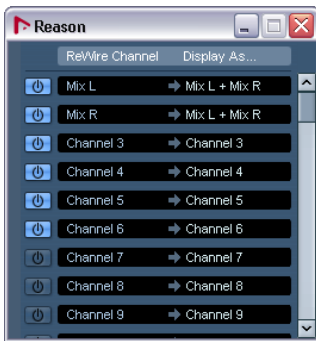 Reason
ReWire Channel Display As...
Mix L Mix L + Mix R
Mix R Mix L + Mix R
Channel 3 Channel 3
Channel 4 Channel 4
Channel 5 Channel 5
Channel 6 Channel 6
Channel 7 Channel 7
Channel 8 Channel 8
Channel 9 Channel 9